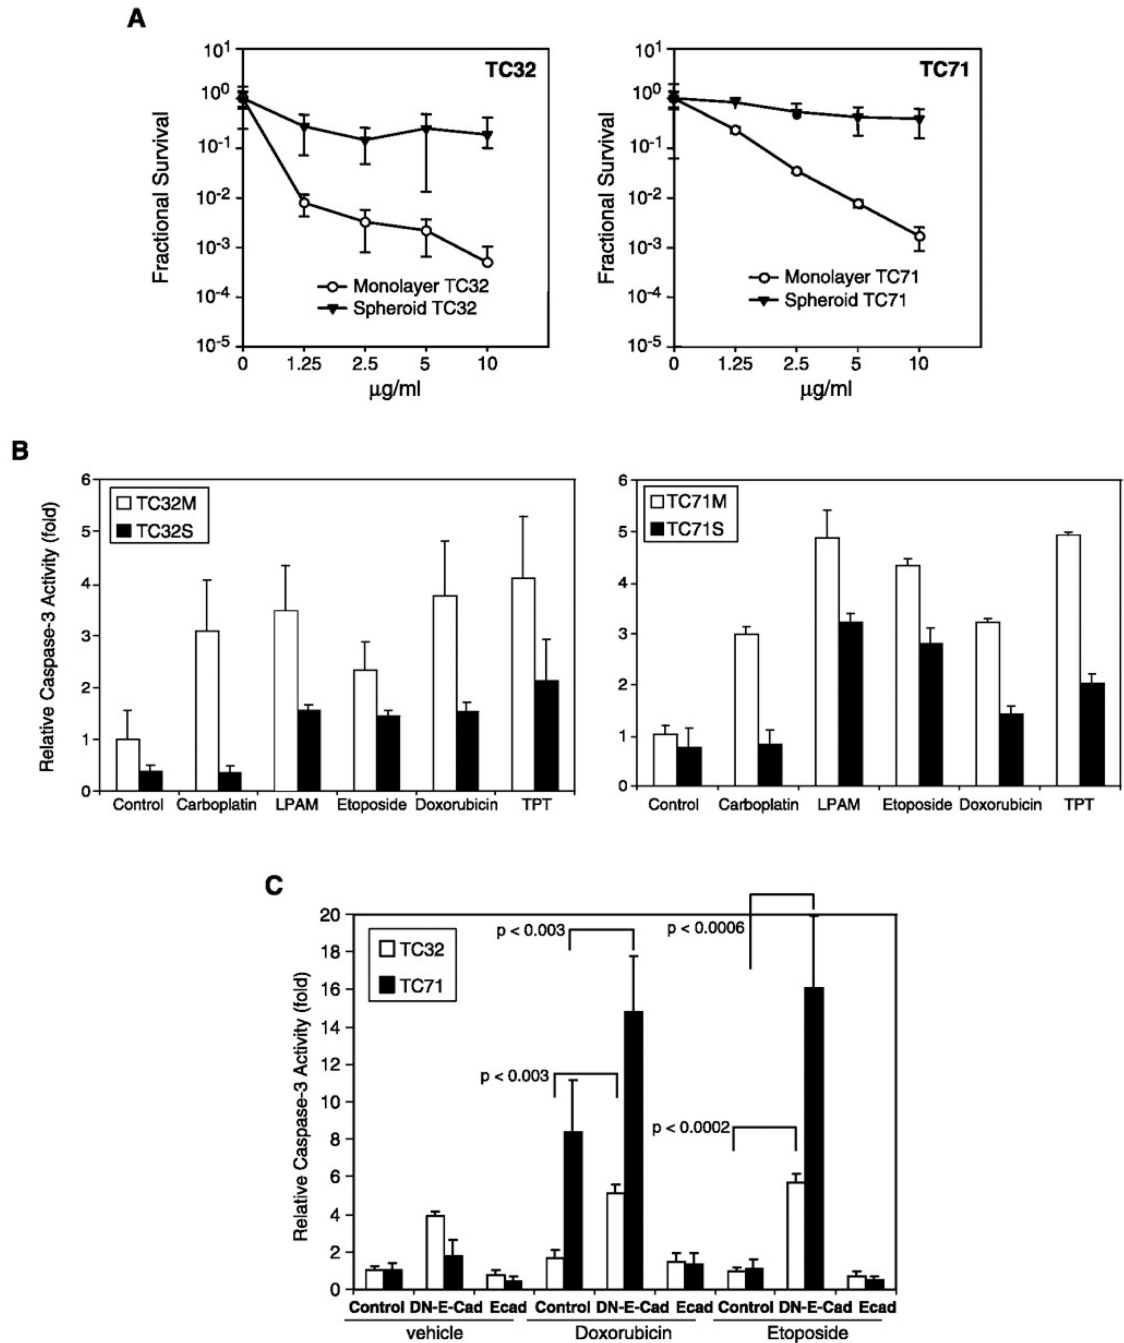 A
TC32
TC71
Fractional Survival
10^1
10^0
10^-1
10^-2
10^-3
10^-4
10^-5
Monolayer TC32
Spheroid TC32
0 1.25 2.5 5 10
μg/ml
Fractional Survival
10^1
10^0
10^-1
10^-2
10^-3
10^-4
10^-5
Monolayer TC71
Spheroid TC71
0 1.25 2.5 5 10
μg/ml
B
Relative Caspase-3 Activity (fold)
6
5
4
3
2
1
0
TC32M
TC32S
Control Carboplatin LPAM Etoposide Doxorubicin TPT
6
5
4
3
2
1
0
TC71M
TC71S
Control Carboplatin LPAM Etoposide Doxorubicin TPT
C
Relative Caspase-3 Activity (fold)
20
18
16
14
12
10
8
6
4
2
0
TC32
TC71
p < 0.003
p < 0.0006
p < 0.003
p < 0.0002
Control DN-E-Cad Ecad Control DN-E-Cad Ecad Control DN-E-Cad Ecad
vehicle Doxorubicin Etoposide